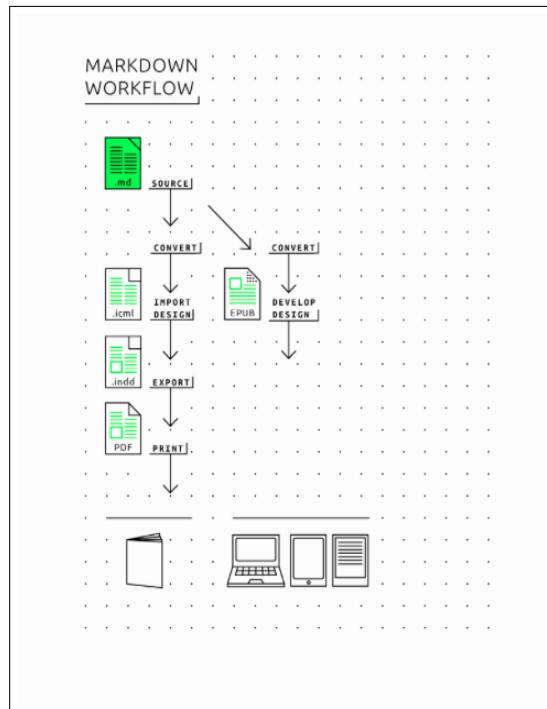 MARKDOWN
WORKFLOW
.md
SOURCE
CONVERT
.icml
IMPORT
DESIGN
.indd
EXPORT
PDF
PRINT
CONVERT
EPUB
DEVELOP
DESIGN